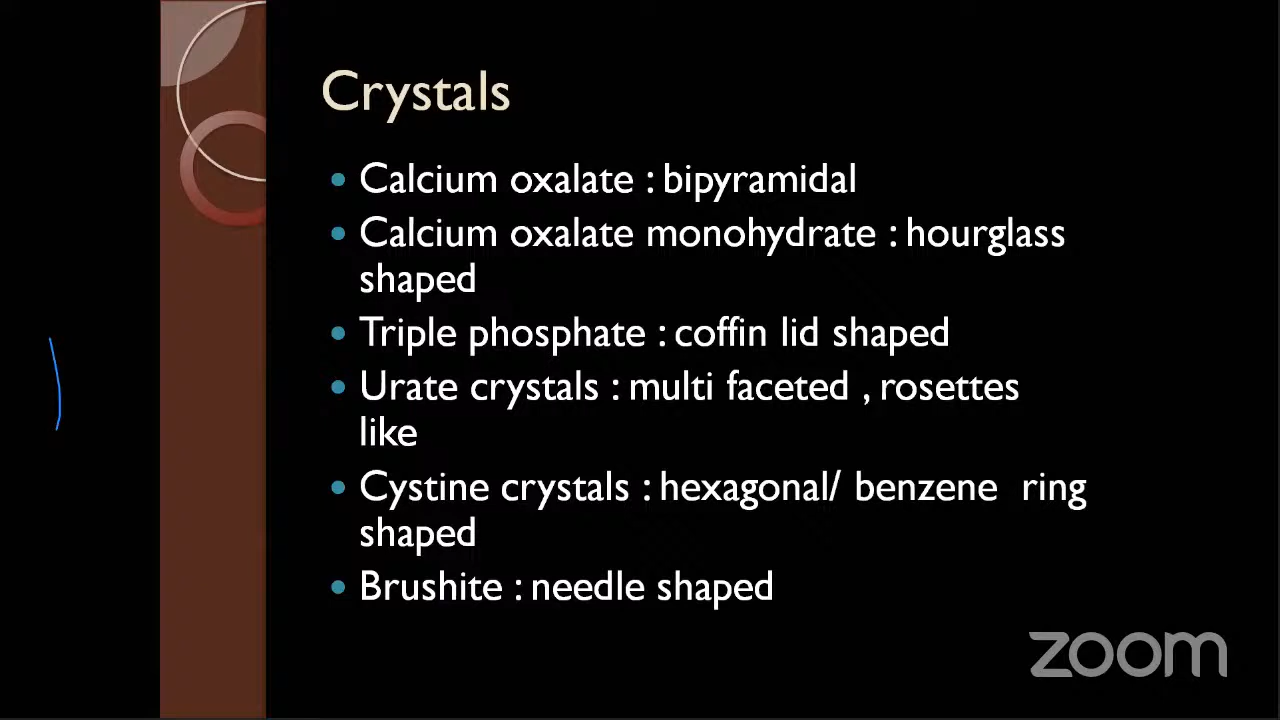 Crystals
Calcium oxalate : bipyramidal
Calcium oxalate monohydrate : hourglass
shaped
Triple phosphate : coffin lid shaped
Urate crystals : multi faceted , rosettes
like
Cystine crystals : hexagonal/ benzene ring
shaped
Brushite : needle shaped
zoom